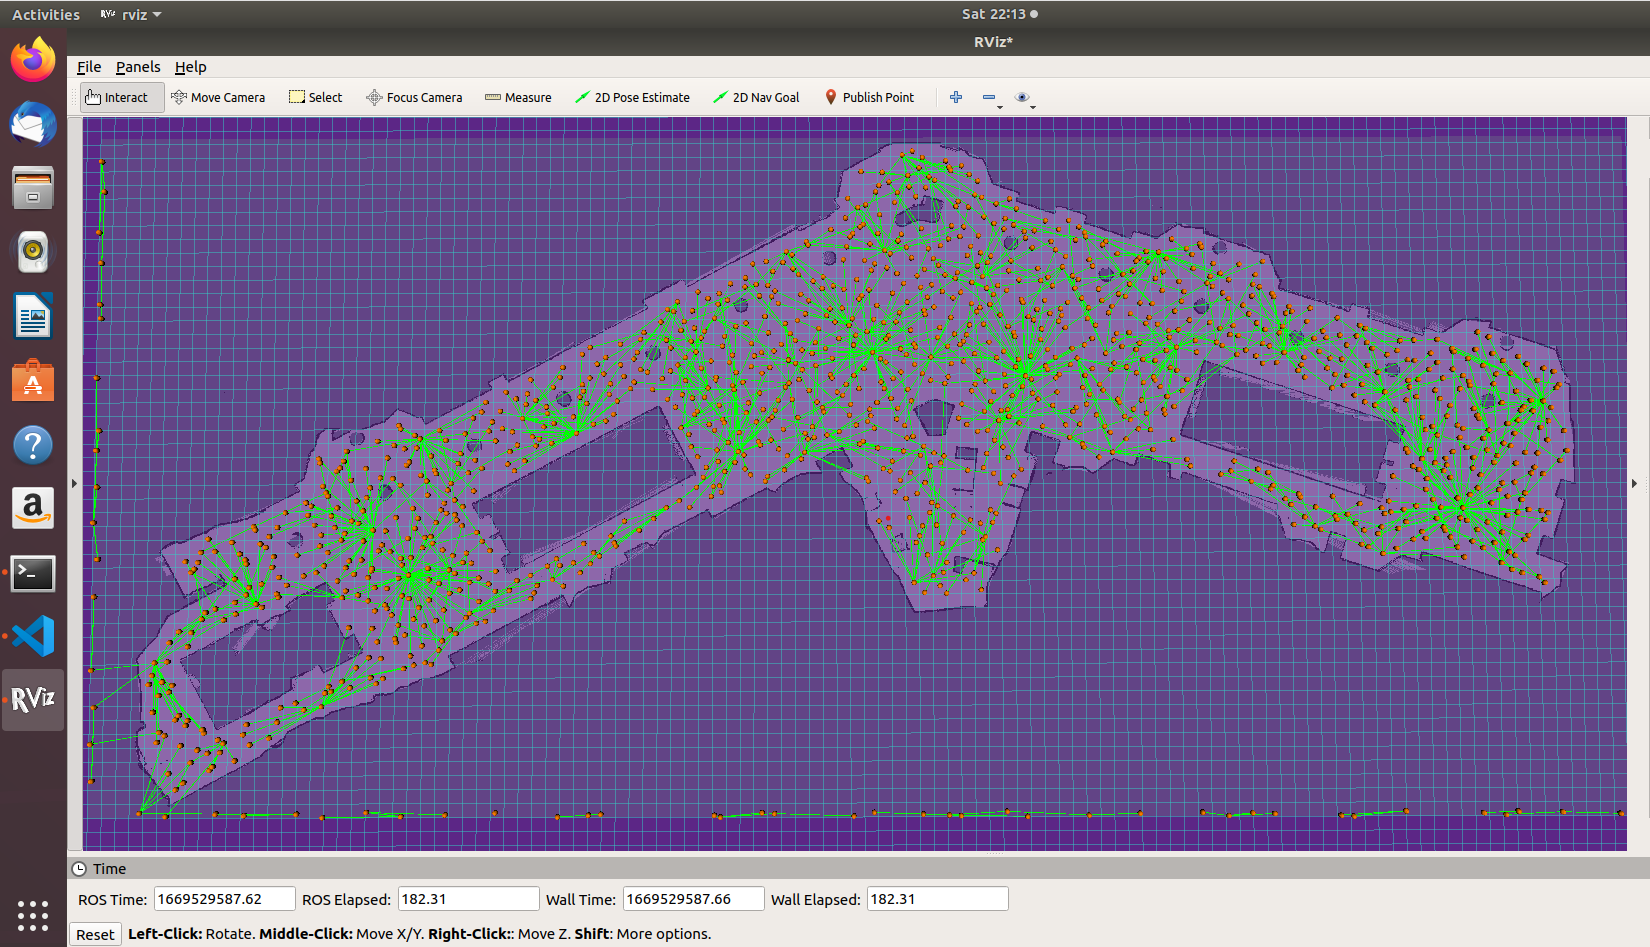 Activities RViz rviz Sat 22:13
RViz*
File Panels Help
Interact Move Camera Select Focus Camera Measure 2D Pose Estimate 2D Nav Goal Publish Point
A
?
a
>_
RViz
Time
ROS Time: 1669529587.62 ROS Elapsed: 182.31 Wall Time: 1669529587.66 Wall Elapsed: 182.31
Reset Left-Click: Rotate. Middle-Click: Move X/Y. Right-Click:: Move Z. Shift: More options.